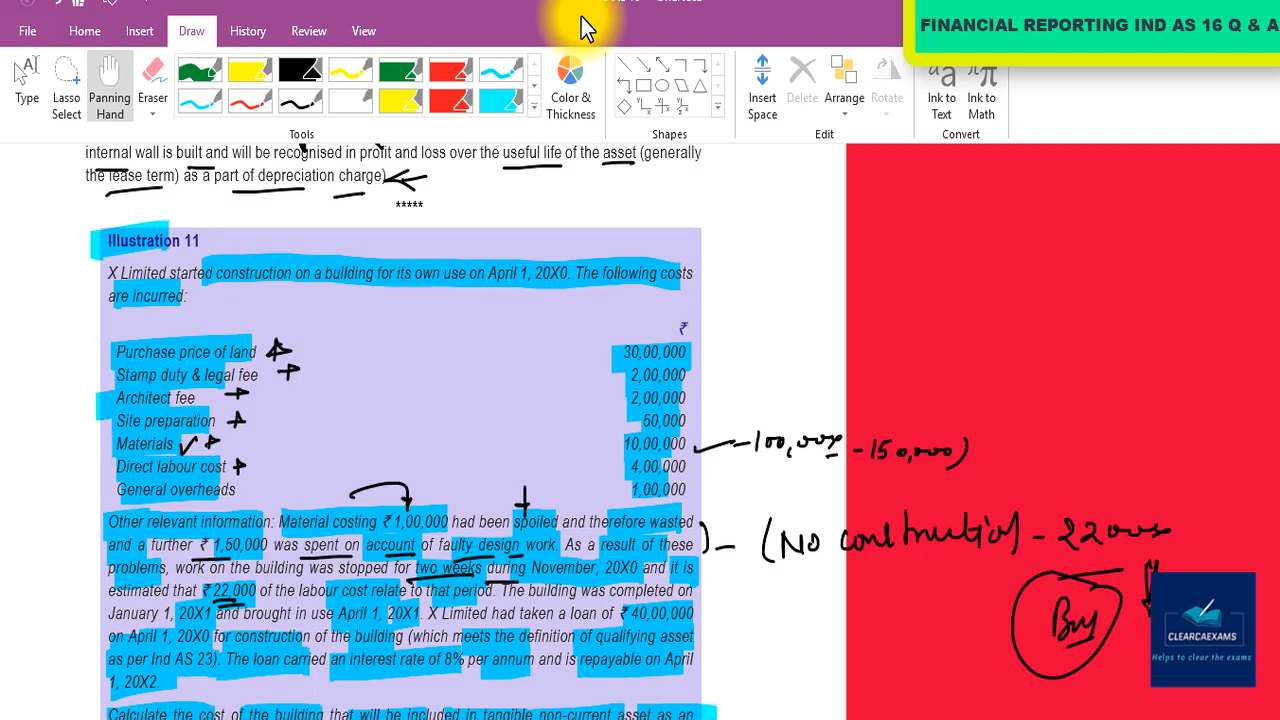 FINANCIAL REPORTING IND AS 16 Q & A
File Home Insert Draw History Review View
Type
Lasso Select
Panning Hand
Eraser
Color & Thickness
Insert Space
Delete
Arrange
Rotate
Ink to Text
Ink to Math
Tools Shapes Edit Convert
internal wall is built and will be recognised in profit and loss over the useful life of the asset (generally
the lease term) as a part of depreciation charge)
*****
Illustration 11
X Limited started construction on a building for its own use on April 1, 20X0. The following costs
are incurred:
₹
Purchase price of land 30,00,000
Stamp duty & legal fee 2,00,000
Architect fee 2,00,000
Site preparation 50,000
Materials 10,00,000 -100,000 -150,000)
Direct labour cost 4,00,000
General overheads 1,00,000
Other relevant information: Material costing ₹ 1,00,000 had been spoiled and therefore wasted
and a further ₹ 1,50,000 was spent on account of faulty design work. As a result of these
problems, work on the building was stopped for two weeks during November, 20X0 and it is
estimated that ₹ 22,000 of the labour cost relate to that period. The building was completed on
January 1, 20X1 and brought in use April 1, 20X1. X Limited had taken a loan of ₹ 40,00,000
on April 1, 20X0 for construction of the building (which meets the definition of qualifying asset
as per Ind AS 23). The loan carried an interest rate of 8% per annum and is repayable on April
1, 20X2.
Calculate the cost of the building that will be included in tangible non-current asset as an
(No construction - 22000
CLEARCAEXAMS
Helps to clear the exams